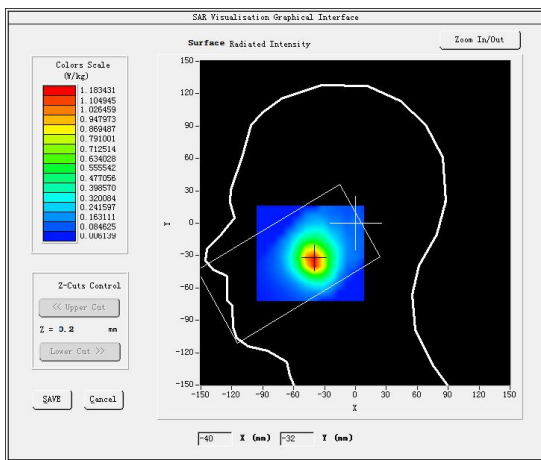 SAR Visualisation Graphical Interface
Surface Radiated Intensity
Zoom In/Out
Colors Scale
(W/kg)
1.183431
1.104945
1.026459
0.947973
0.869487
0.791001
0.712514
0.634028
0.555542
0.477056
0.398570
0.320084
0.241597
0.163111
0.084625
0.006139
Z-Cuts Control
<< Upper Cut
Z = 3.2 mm
Lower Cut >>
SAVE
Cancel
150
120
90
60
30
0
-30
-60
-90
-120
-150
Y
-150 -120 -90 -60 -30 0 30 60 90 120 150
X
-40 X (mm) -32 Y (mm)